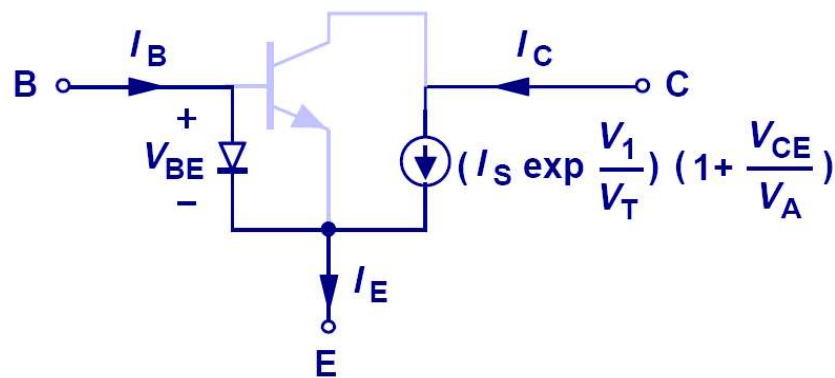 I_B
I_C
B
C
+
V_BE
−
(I_S exp V_1/V_T) (1+ V_CE/V_A)
I_E
E